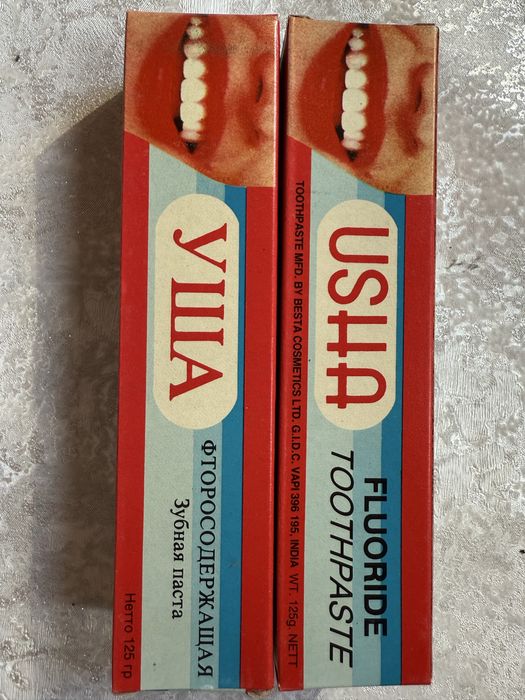 УША
ФТОРОСОДЕРЖАЩАЯ
Зубная паста
Нетто 125 гр
USHA
FLUORIDE
TOOTHPASTE
TOOTHPASTE MFD. BY BESTA COSMETICS LTD. G.I.D.C. VAPI 396 195, INDIA WT. 125g. NETT